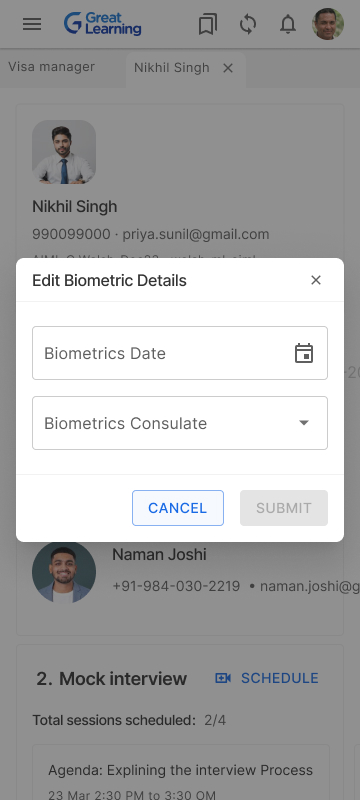 Great
Learning
Visa manager
Nikhil Singh
Nikhil Singh
990099000 · priya.sunil@gmail.com
Edit Biometric Details
Biometrics Date
Biometrics Consulate
CANCEL
SUBMIT
Naman Joshi
+91-984-030-2219 • naman.joshi@g
2. Mock interview
SCHEDULE
Total sessions scheduled: 2/4
Agenda: Explining the interview Process
23 Mar 2:30 PM to 3:30 OM